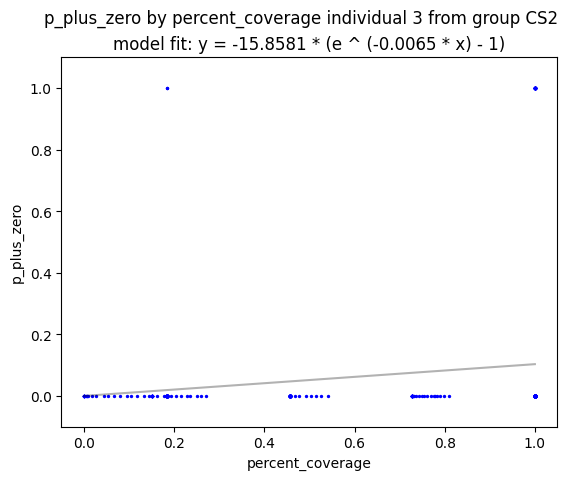 p_plus_zero by percent_coverage individual 3 from group CS2
model fit: y = -15.8581 * (e ^ (-0.0065 * x) - 1)
1.0
0.8
0.6
0.4
0.2
0.0
p_plus_zero
0.0 0.2 0.4 0.6 0.8 1.0
percent_coverage